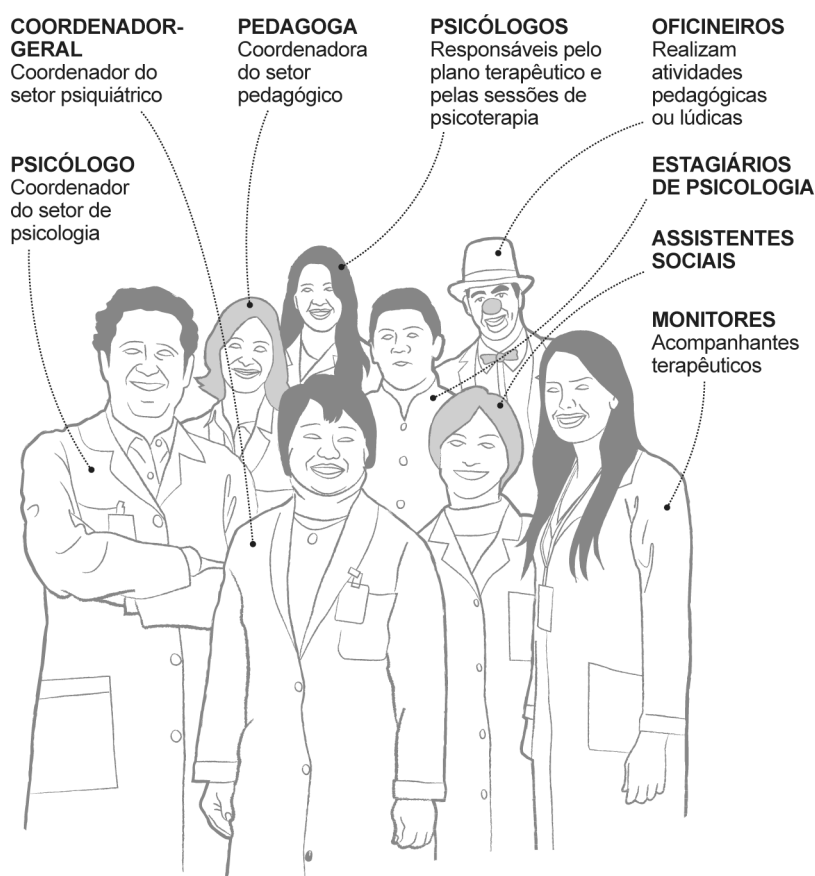 COORDENADOR-
GERAL
Coordenador do
setor psiquiátrico
PEDAGOGA
Coordenadora
do setor
pedagógico
PSICÓLOGOS
Responsáveis pelo
plano terapêutico e
pelas sessões de
psicoterapia
OFICINEIROS
Realizam
atividades
pedagógicas
ou lúdicas
PSICÓLOGO
Coordenador
do setor de
psicologia
ESTAGIÁRIOS
DE PSICOLOGIA
ASSISTENTES
SOCIAIS
MONITORES
Acompanhantes
terapêuticos